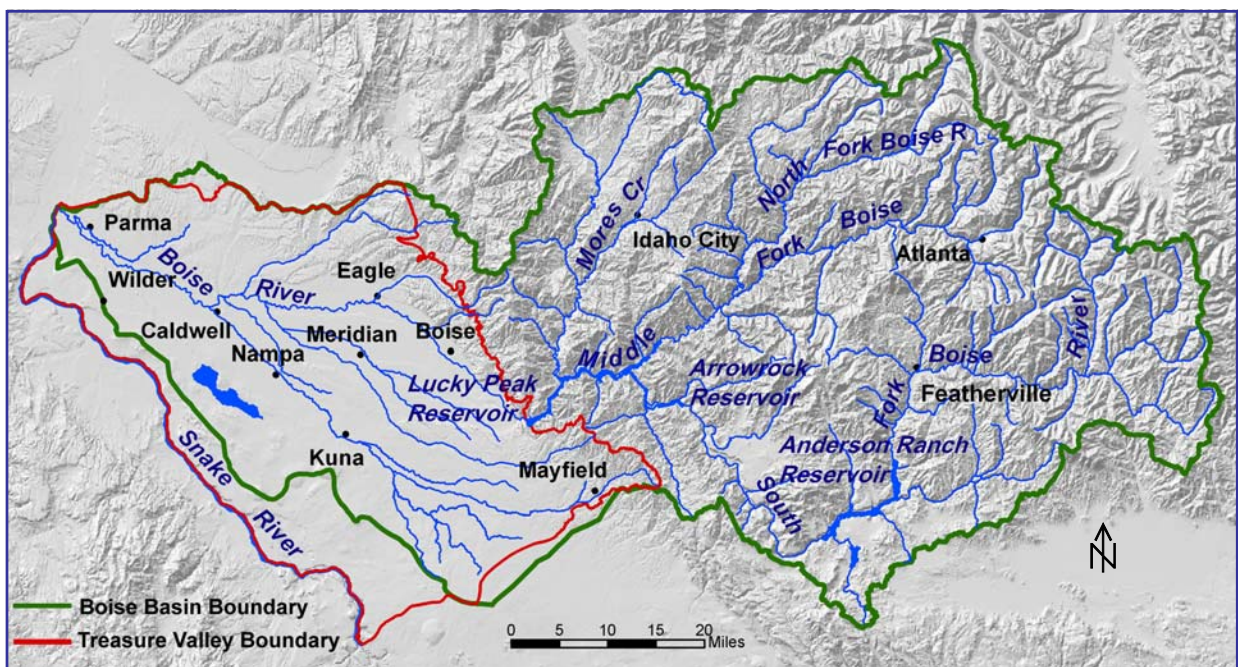 Fork Boise R
North
Mores Cr
Parma
Idaho City
Boise
Fork
Atlanta
Wilder
Boise
River
Eagle
Caldwell
Meridian
Boise
Nampa
Middle
River
Lucky Peak
Reservoir
Arrowrock
Reservoir
Boise
Featherville
Fork
Snake
River
Kuna
Mayfield
Anderson Ranch
Reservoir
South
N
Boise Basin Boundary
Treasure Valley Boundary
0 5 10 15 20
Miles